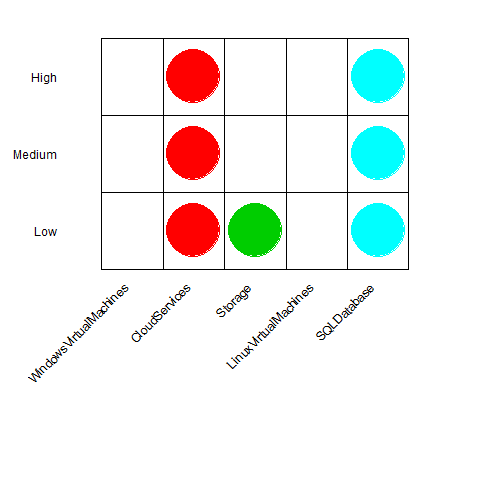 High
Medium
Low
WindowsVirtualMachines
CloudServices
Storage
LinuxVirtualMachines
SQLDatabase